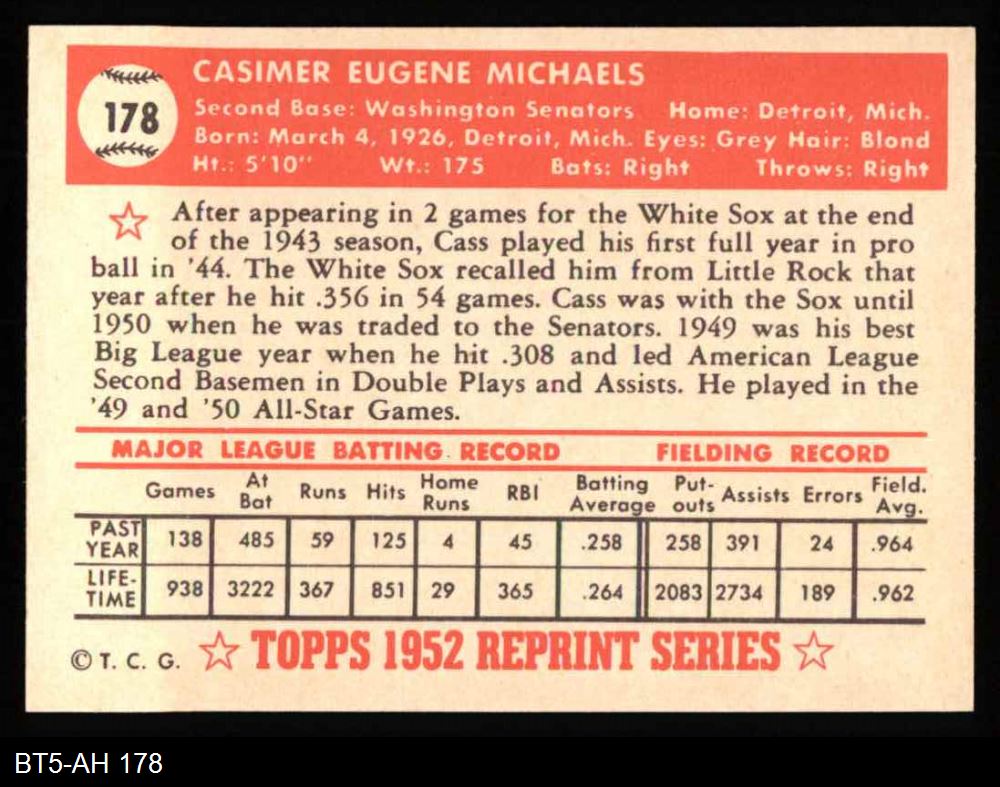 178
CASIMER EUGENE MICHAELS
Second Base: Washington Senators Home: Detroit, Mich.
Born: March 4, 1926, Detroit, Mich. Eyes: Grey Hair: Blond
Ht.: 5'10" Wt.: 175 Bats: Right Throws: Right
After appearing in 2 games for the White Sox at the end
of the 1943 season, Cass played his first full year in pro
ball in '44. The White Sox recalled him from Little Rock that
year after he hit .356 in 54 games. Cass was with the Sox until
1950 when he was traded to the Senators. 1949 was his best
Big League year when he hit .308 and led American League
Second Basemen in Double Plays and Assists. He played in the
'49 and '50 All-Star Games.
MAJOR LEAGUE BATTING RECORD FIELDING RECORD
Games At Bat Runs Hits Home Runs RBI Batting Average Put-outs Assists Errors Field. Avg.
PAST YEAR 138 485 59 125 4 45 .258 258 391 24 .964
LIFE-TIME 938 3222 367 851 29 365 .264 2083 2734 189 .962
© T. C. G. ☆ TOPPS 1952 REPRINT SERIES ☆
BT5-AH 178